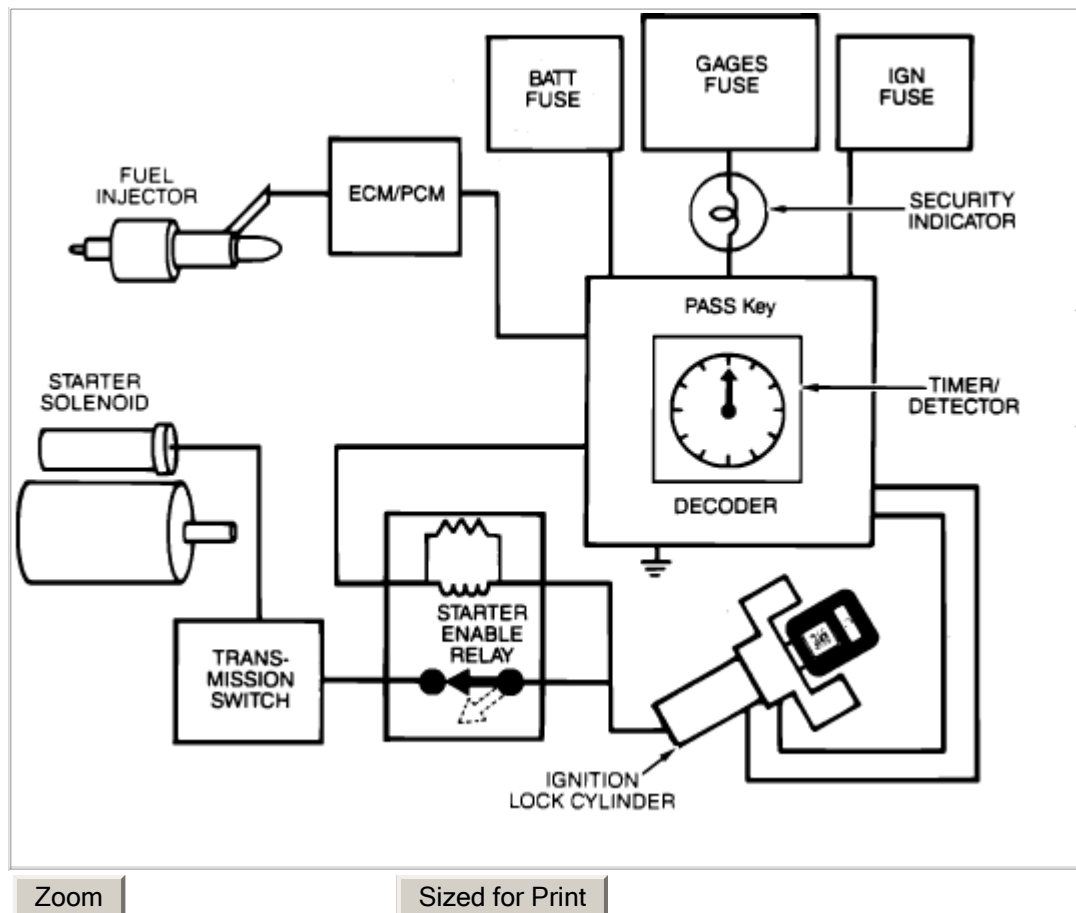 BATT
FUSE
GAGES
FUSE
IGN
FUSE
FUEL
INJECTOR
ECM/PCM
SECURITY
INDICATOR
PASS Key
STARTER
SOLENOID
TIMER/
DETECTOR
DECODER
STARTER
ENABLE
RELAY
TRANS-
MISSION
SWITCH
IGNITION
LOCK CYLINDER
Zoom
Sized for Print